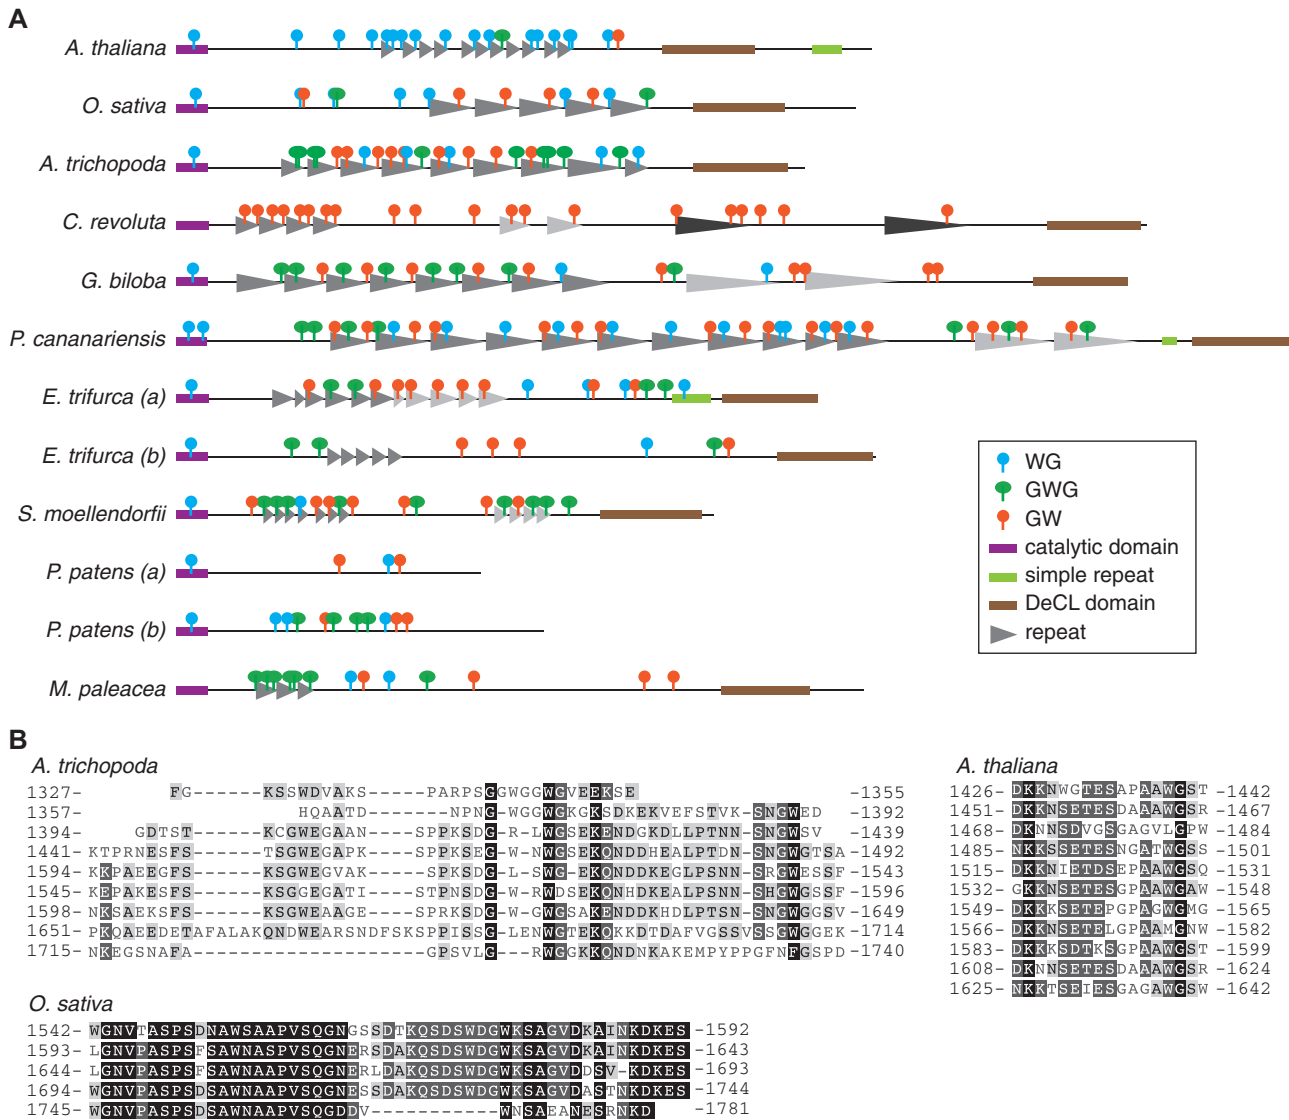 A
A. thaliana
O. sativa
A. trichopoda
C. revoluta
G. biloba
P. cananariensis
E. trifurca (a)
E. trifurca (b)
S. moellendorfii
P. patens (a)
P. patens (b)
M. paleacea
WG
GWG
GW
catalytic domain
simple repeat
DeCL domain
repeat
B
A. trichopoda
1327- FG------KSSWDVAKS-----PARPSGGWGGWGVEEKSE -1355
1357- HQATD-----NPNG-WGGWGKGKSDKEKVEFSTVK-SNGWED -1392
1394- GDTST------KCGWEGAAN----SPPKSDG-R-LWGSEKENDGKDLLPTNN-SNGWSV -1439
1441- KTPRNESFS------TSGWEGAPK----SPPKSEG-W-NWGSEKQNDDHEALPTDN-SNGWGTSA -1492
1594- KKPAEEGFS------KSGWEGVAK----SPPKSDG-L-SWG-EKQNDDKEGLPSNN-SRGWESSF -1543
1545- KEPAKESFS------KSGGEGATI----STPNSDG-W-RWDSEKQNHDKEALPSNN-SHGWGSSF -1596
1598- NKSAEKSFS------KSGWEAAGE----SPRKSDG-W-GWGSAKENDDKHDLPTSN-SNGWGGSV -1649
1651- PKQAEEDETAFALAKQNDWEARSNDFSKSPPISSG-LENWGTEKQKKDTDAFVGSSVSSGWGGEK -1714
1715- NKEGSNAFA------------------GPSVLG---RWGGKKQNDNKAKEMPYPPGFNFGSPD -1740
O. sativa
1542- WGNVTASPSDNAWSAAPVSQGNGSSDTKQSDSWDGWKSAGVDKAINKDKES -1592
1593- LGNVPASPSFSAWNASPVSQGNERSDAKQSDSWDGWKSAGVDKAINKDKES -1643
1644- LGNVPASPSFSAWNAAPVSQGNERLDAKQSDSWDGWKSAGVDDSV-KDKES -1693
1694- WGNVPASPSDSAWNAAPVSQGNESSDAKQSDSWDGWKSAGVDASTNKDKES -1744
1745- WGNVPASPSDSAWNAAPVSQGDDV-----------WNSAEANESRNKD -1781
A. thaliana
1426- DKKNWGTESAPAAWGST -1442
1451- DKKNSETESDAAAWGSR -1467
1468- DKNNSDVGSGAGVLGPW -1484
1485- NKKSSETESNGATWGSS -1501
1515- DKKNIETDSEPAAWGSQ -1531
1532- GKKNSETESGPAAWGAW -1548
1549- DKKKSETEPGPAGWGMG -1565
1566- DKKNSETELGPAAMGNW -1582
1583- DKKKSDTKSGPAAWGST -1599
1608- DKNNSETESDAAAWGSR -1624
1625- NKKTSEIESGAGAWGSW -1642